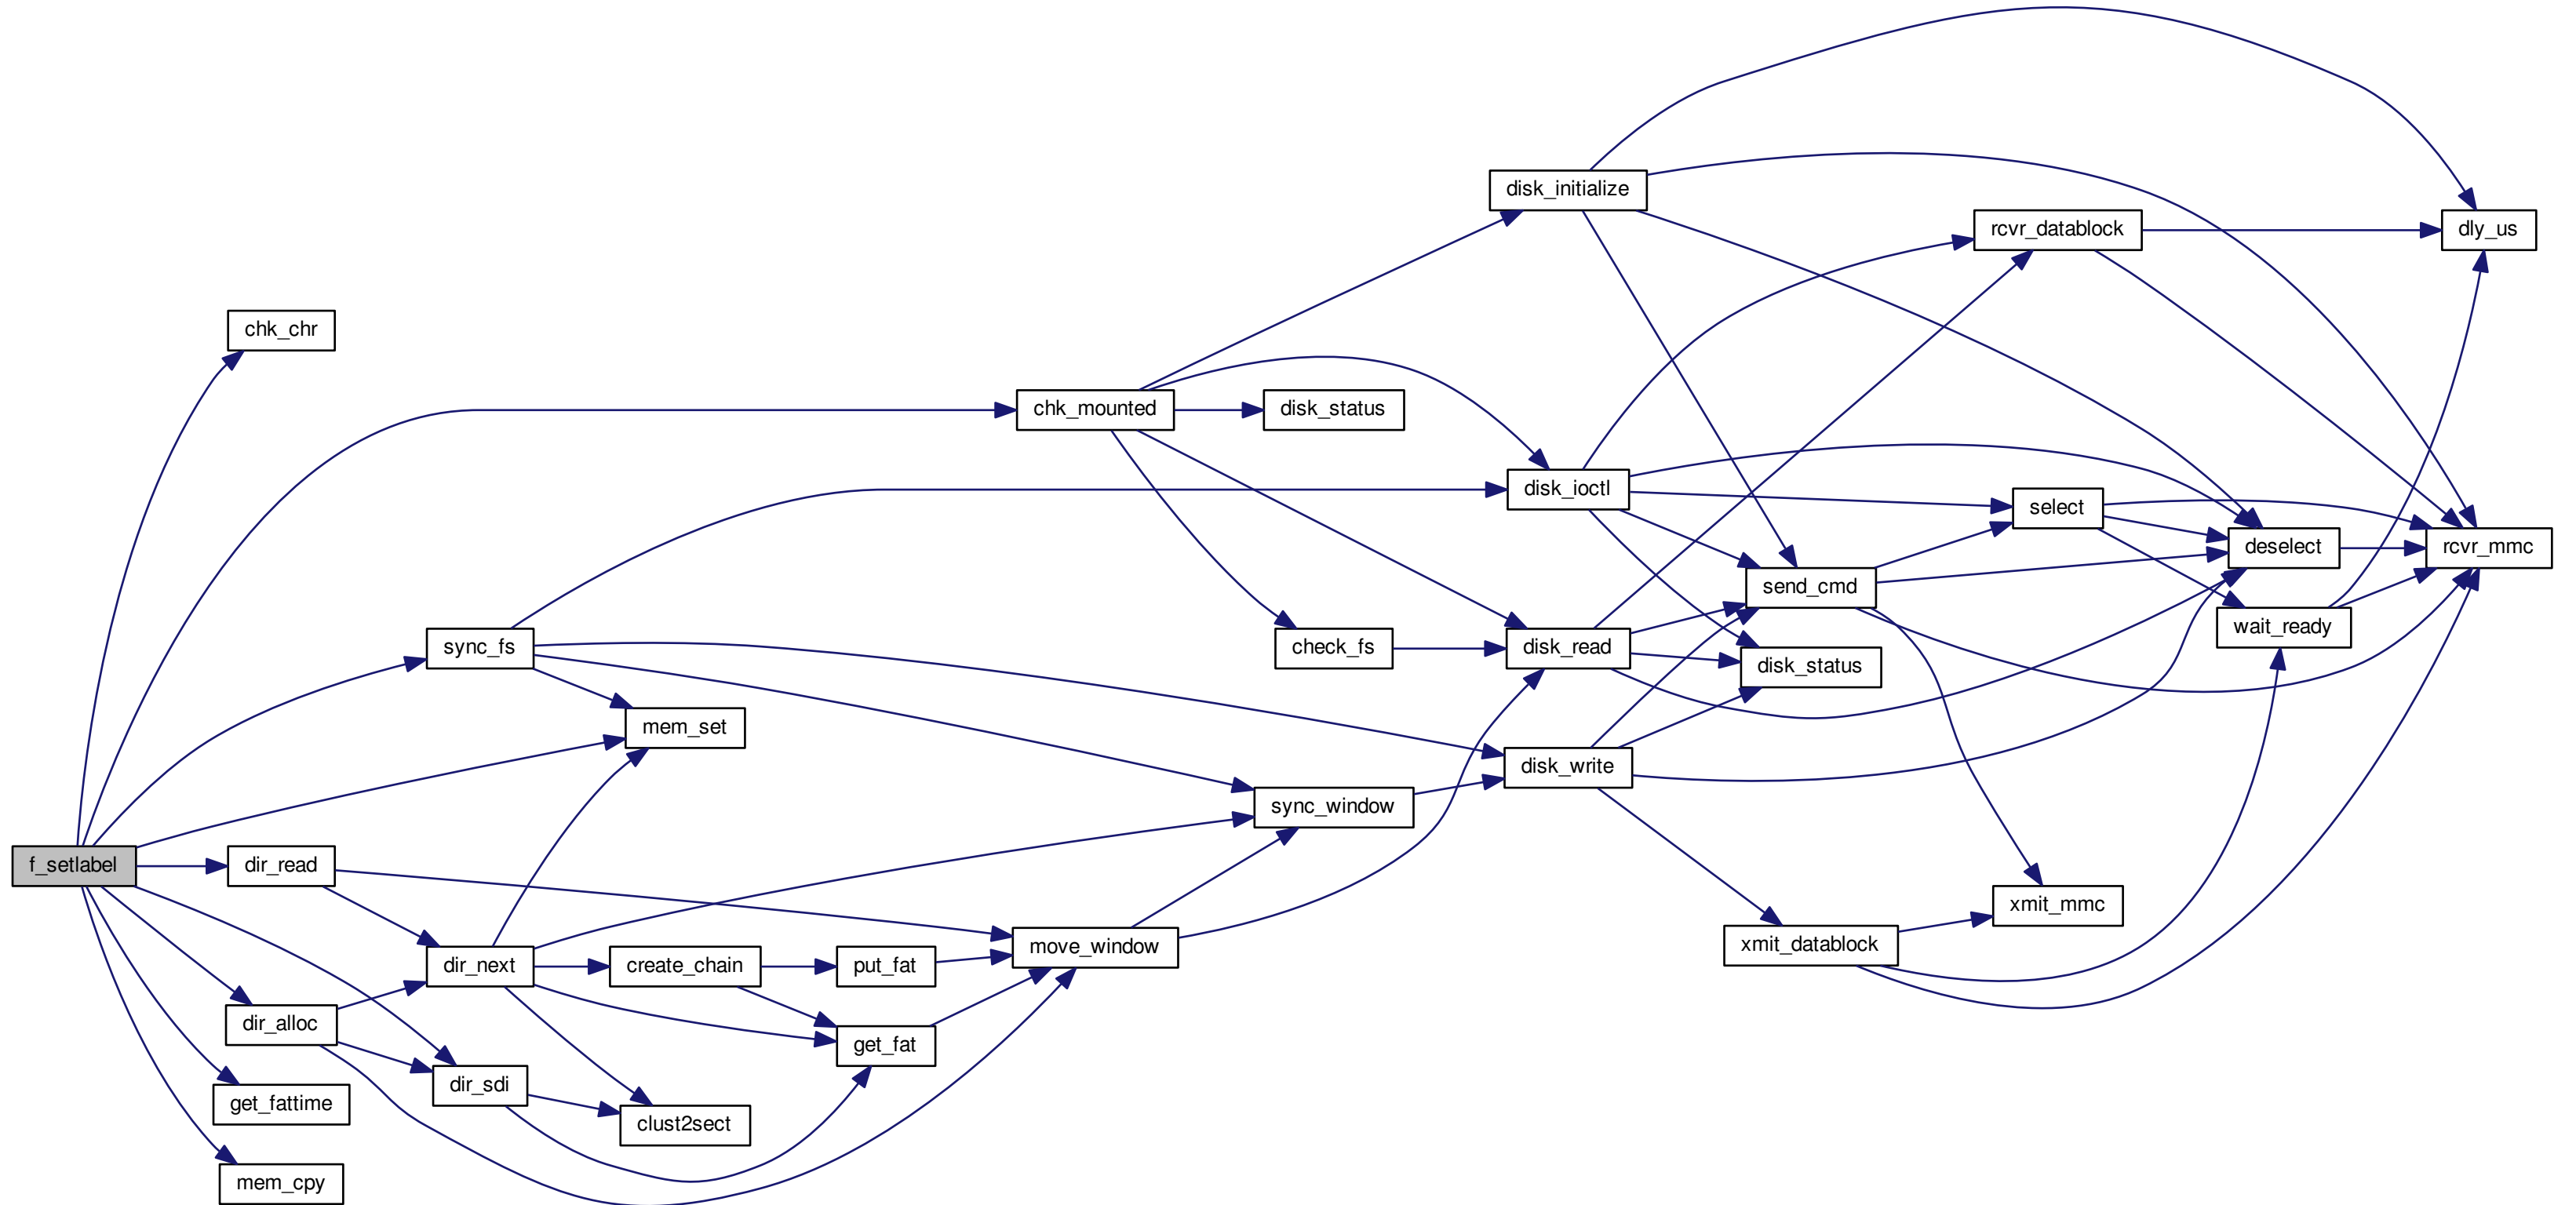 disk_initialize
rcvr_datablock
dly_us
chk_chr
chk_mounted
disk_status
disk_ioctl
select
deselect
rcvr_mmc
send_cmd
wait_ready
sync_fs
check_fs
disk_read
disk_status
mem_set
disk_write
sync_window
f_setlabel
dir_read
xmit_mmc
move_window
xmit_datablock
dir_next
create_chain
put_fat
dir_alloc
get_fat
dir_sdi
get_fattime
clust2sect
mem_cpy